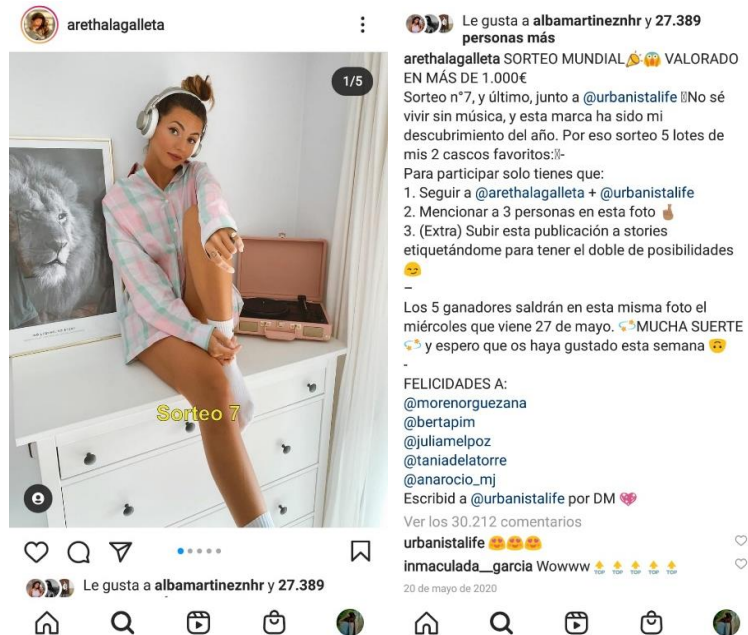 arethalagalleta
1/5
Sorteo 7
Le gusta a albamartineznhr y 27.389
Le gusta a albamartineznhr y 27.389
personas más
arethalagalleta SORTEO MUNDIAL🎉😱 VALORADO
EN MÁS DE 1.000€
Sorteo n°7, y último, junto a @urbanistalife No sé
vivir sin música, y esta marca ha sido mi
descubrimiento del año. Por eso sorteo 5 lotes de
mis 2 cascos favoritos:-
Para participar solo tienes que:
1. Seguir a @arethalagalleta + @urbanistalife
2. Mencionar a 3 personas en esta foto 👆🏽
3. (Extra) Subir esta publicación a stories
etiquetándome para tener el doble de posibilidades
😏
–
Los 5 ganadores saldrán en esta misma foto el
miércoles que viene 27 de mayo. 💫MUCHA SUERTE
💫 y espero que os haya gustado esta semana 🙃
-
FELICIDADES A:
@morenorguezana
@bertapim
@juliamelpoz
@taniadelatorre
@anarocio_mj
Escribid a @urbanistalife por DM 💖
Ver los 30.212 comentarios
urbanistalife 😍😍😍
inmaculada__garcia Wowww 🔝🔝🔝🔝🔝
20 de mayo de 2020